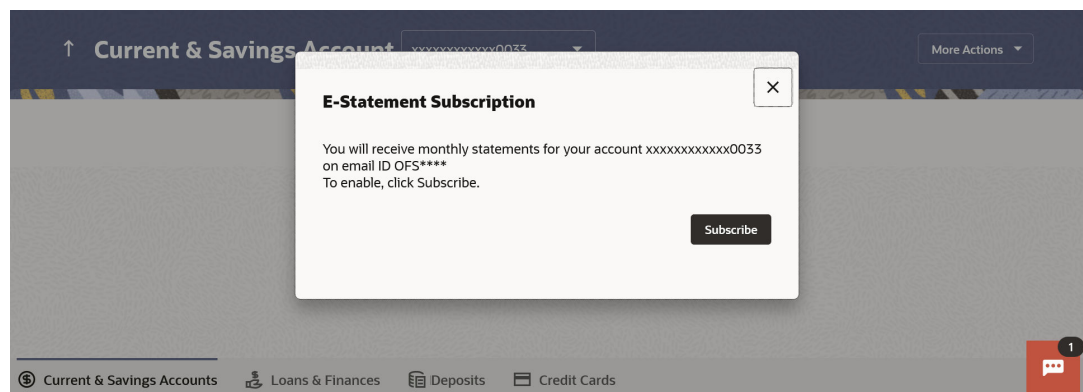 ↑ Current & Savings Account xxxxxxxxxxxx0033
More Actions
E-Statement Subscription
You will receive monthly statements for your account xxxxxxxxxxxx0033
on email ID OFS****
To enable, click Subscribe.
Subscribe
1
Current & Savings Accounts Loans & Finances Deposits Credit Cards